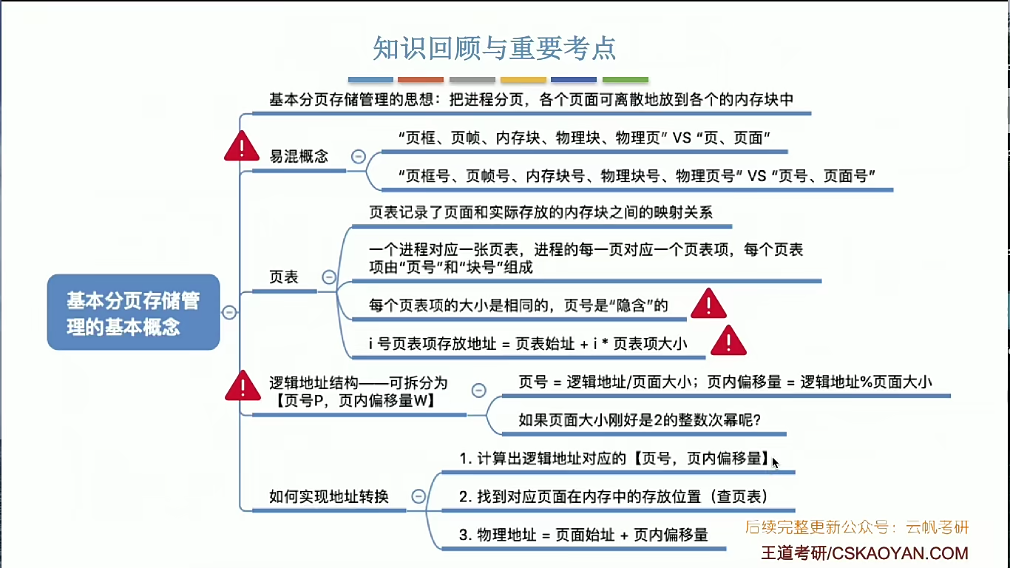 知识回顾与重要考点
基本分页存储管理的思想：把进程分页，各个页面可离散地放到各个的内存块中
易混概念
“页框、页帧、内存块、物理块、物理页” VS “页、页面”
“页框号、页帧号、内存块号、物理块号、物理页号” VS “页号、页面号”
页表
页表记录了页面和实际存放的内存块之间的映射关系
一个进程对应一张页表，进程的每一页对应一个页表项，每个页表
项由“页号”和“块号”组成
每个页表项的大小是相同的，页号是“隐含”的
i 号页表项存放地址 = 页表始址 + i * 页表项大小
基本分页存储管
理的基本概念
逻辑地址结构——可拆分为
【页号P，页内偏移量W】
页号 = 逻辑地址/页面大小；页内偏移量 = 逻辑地址%页面大小
如果页面大小刚好是2的整数次幂呢？
如何实现地址转换
1. 计算出逻辑地址对应的【页号，页内偏移量】
2. 找到对应页面在内存中的存放位置（查页表）
3. 物理地址 = 页面始址 + 页内偏移量
后续完整更新公众号：云帆考研
王道考研/CSKAOYAN.COM